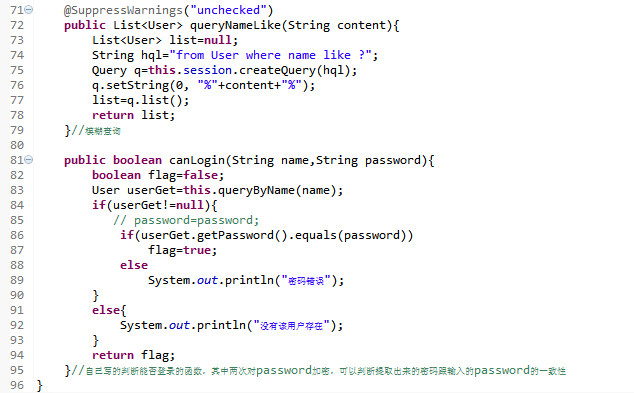 71 @SuppressWarnings("unchecked")
72 public List<User> queryNameLike(String content){
73 List<User> list=null;
74 String hql="from User where name like ?";
75 Query q=this.session.createQuery(hql);
76 q.setString(0, "%"+content+"%");
77 list=q.list();
78 return list;
79 }//模糊查询
80
81 public boolean canLogin(String name,String password){
82 boolean flag=false;
83 User userGet=this.queryByName(name);
84 if(userGet!=null){
85 // password=password;
86 if(userGet.getPassword().equals(password))
87 flag=true;
88 else
89 System.out.println("密码错误");
90 }
91 else{
92 System.out.println("没有该用户存在");
93 }
94 return flag;
95 }//自己写的判断能否登录的函数，其中两次对password加密，可以判断提取出来的密码跟输入的password的一致性
96 }